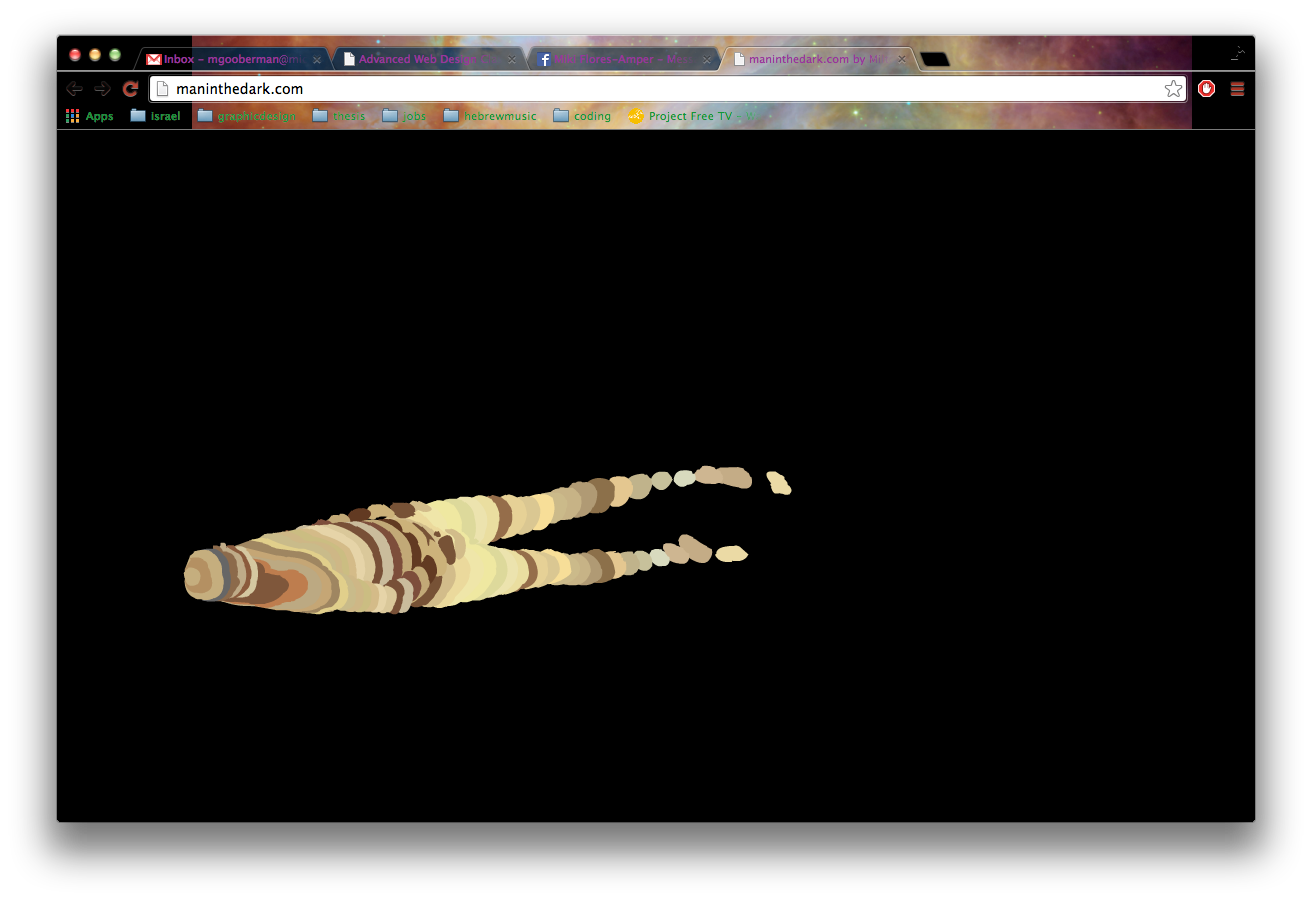 Inbox – mgooberman@m
Advanced Web Design
maninthedark.com by Mil
maninthedark.com
Apps Israel graphicdesign thesis jobs hebrewmusic coding Project Free TV